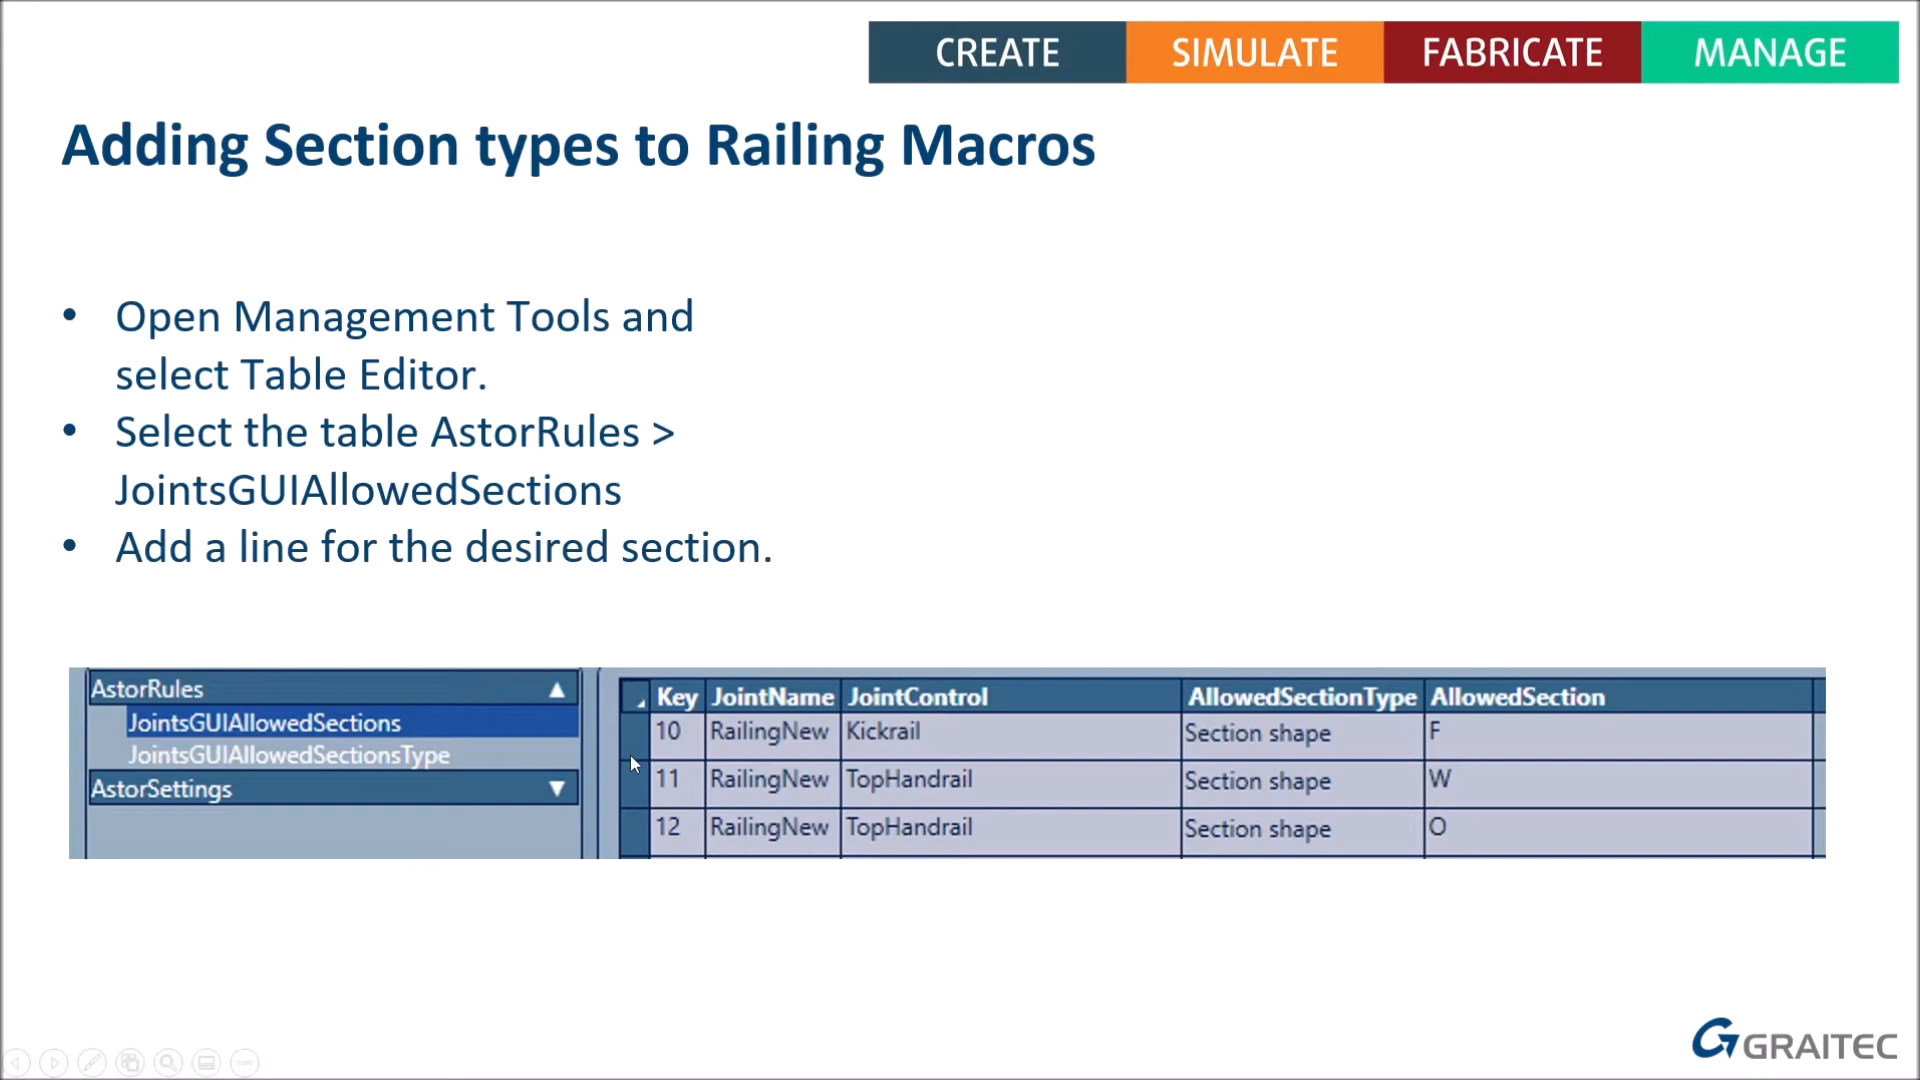 CREATE SIMULATE FABRICATE MANAGE
Adding Section types to Railing Macros
• Open Management Tools and
select Table Editor.
• Select the table AstorRules >
JointsGUIAllowedSections
• Add a line for the desired section.
AstorRules
JointsGUIAllowedSections
JointsGUIAllowedSectionsType
AstorSettings
Key JointName JointControl AllowedSectionType AllowedSection
10 RailingNew Kickrail Section shape F
11 RailingNew TopHandrail Section shape W
12 RailingNew TopHandrail Section shape O
GRAITEC